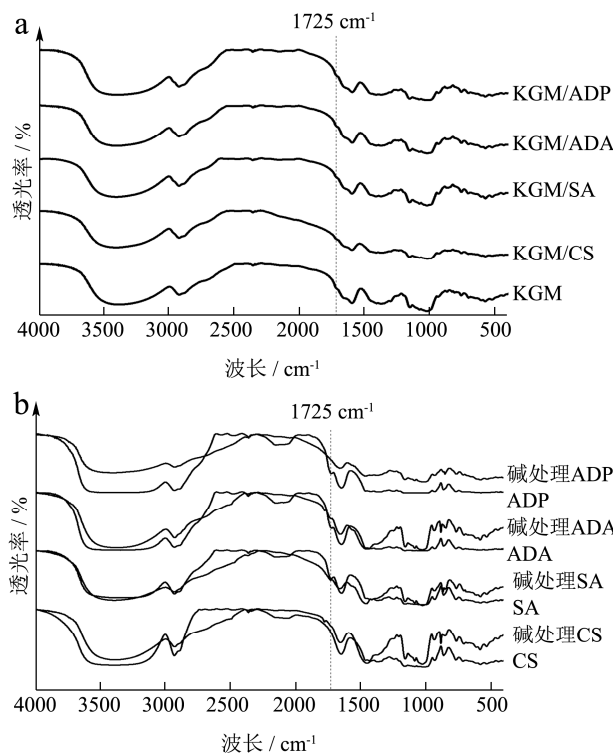 a
1725 cm⁻¹
透光率 / %
KGM/ADP
KGM/ADA
KGM/SA
KGM/CS
KGM
4000 3500 3000 2500 2000 1500 1000 500
波长 / cm⁻¹
b
1725 cm⁻¹
透光率 / %
碱处理ADP
ADP
碱处理ADA
ADA
碱处理SA
SA
碱处理CS
CS
4000 3500 3000 2500 2000 1500 1000 500
波长 / cm⁻¹